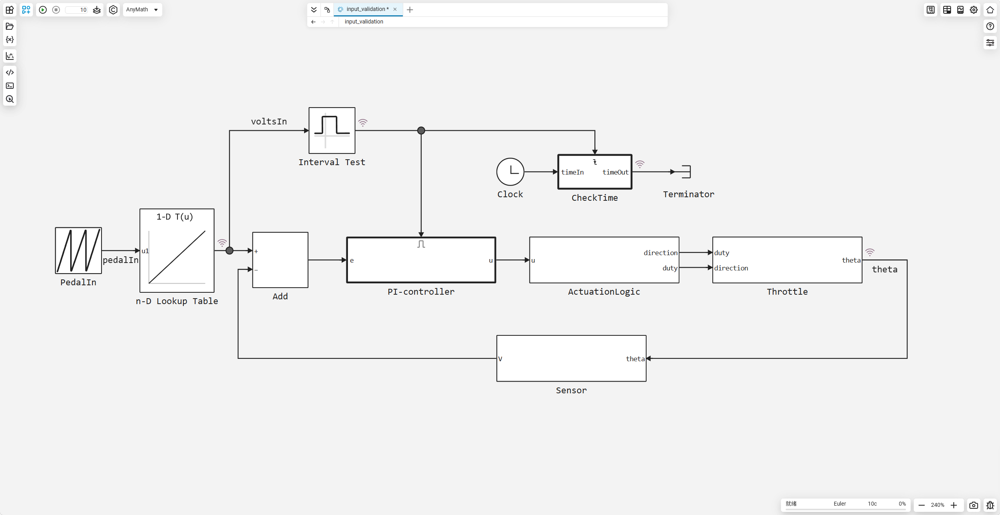 10
AnyMath
input_validation *
input_validation
voltsIn
Interval Test
timeIn
timeOut
Clock
CheckTime
Terminator
1-D T(u)
u1
pedalIn
PedalIn
n-D Lookup Table
+
−
Add
e
u
PI-controller
u
direction
duty
ActuationLogic
duty
direction
theta
Throttle
theta
V
theta
Sensor
就绪
Euler
10c
0%
240%